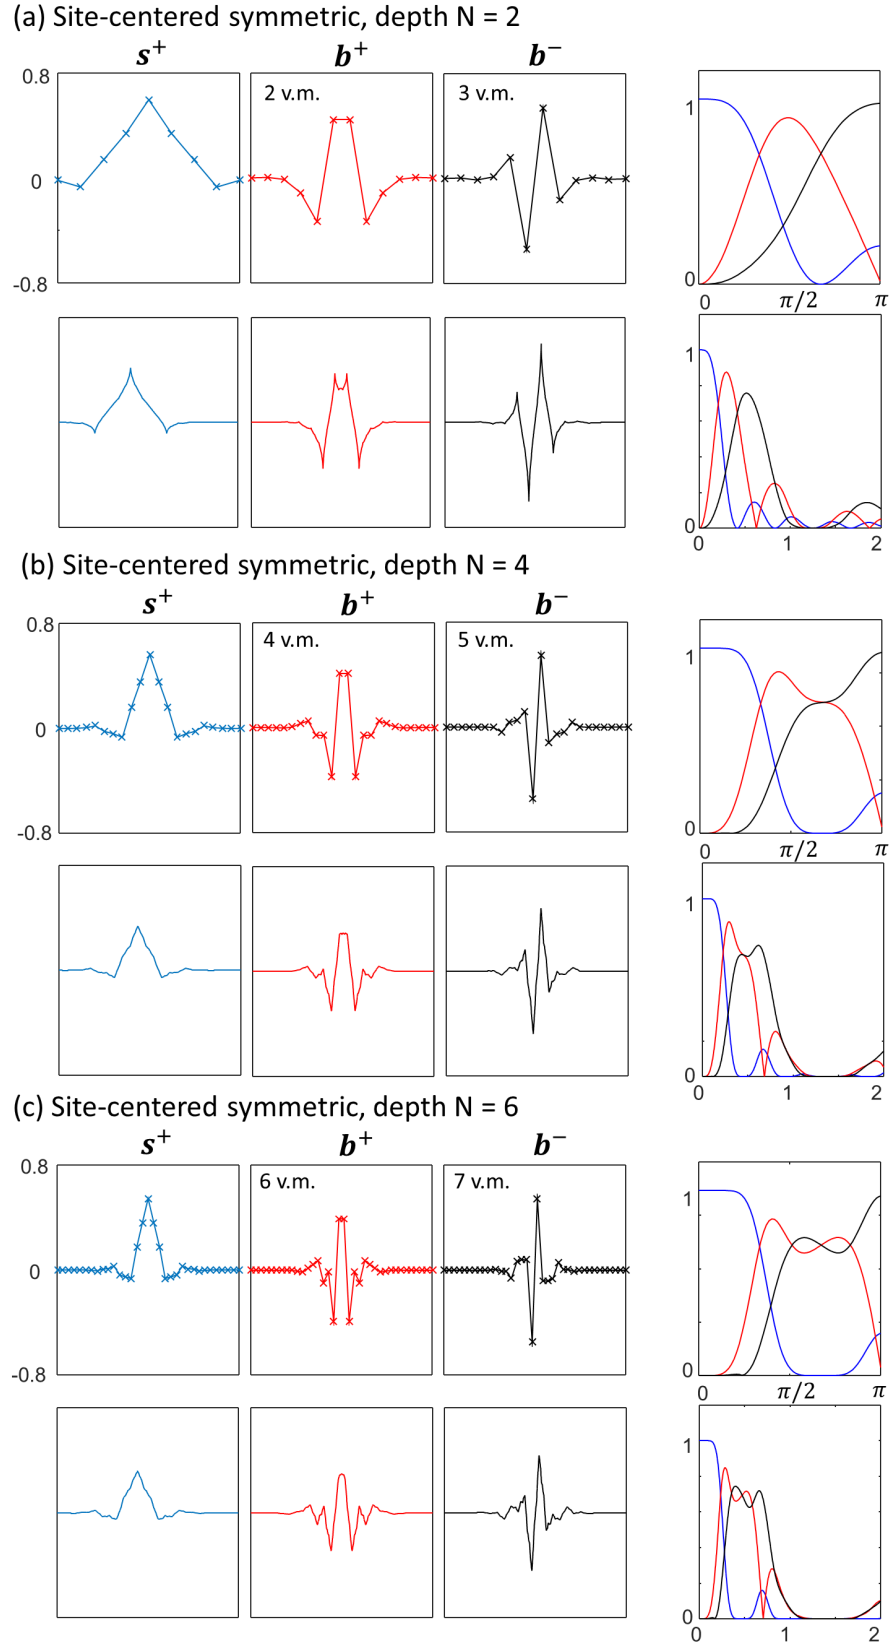 (a) Site-centered symmetric, depth N = 2
s⁺ b⁺ b⁻
0.8
0
-0.8
2 v.m.
3 v.m.
1
0
0 π/2 π
1
0
0 1 2
(b) Site-centered symmetric, depth N = 4
s⁺ b⁺ b⁻
0.8
0
-0.8
4 v.m.
5 v.m.
1
0
0 π/2 π
1
0
0 1 2
(c) Site-centered symmetric, depth N = 6
s⁺ b⁺ b⁻
0.8
0
-0.8
6 v.m.
7 v.m.
1
0
0 π/2 π
1
0
0 1 2